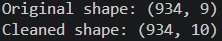 Original shape: (934, 9)
Cleaned shape: (934, 10)